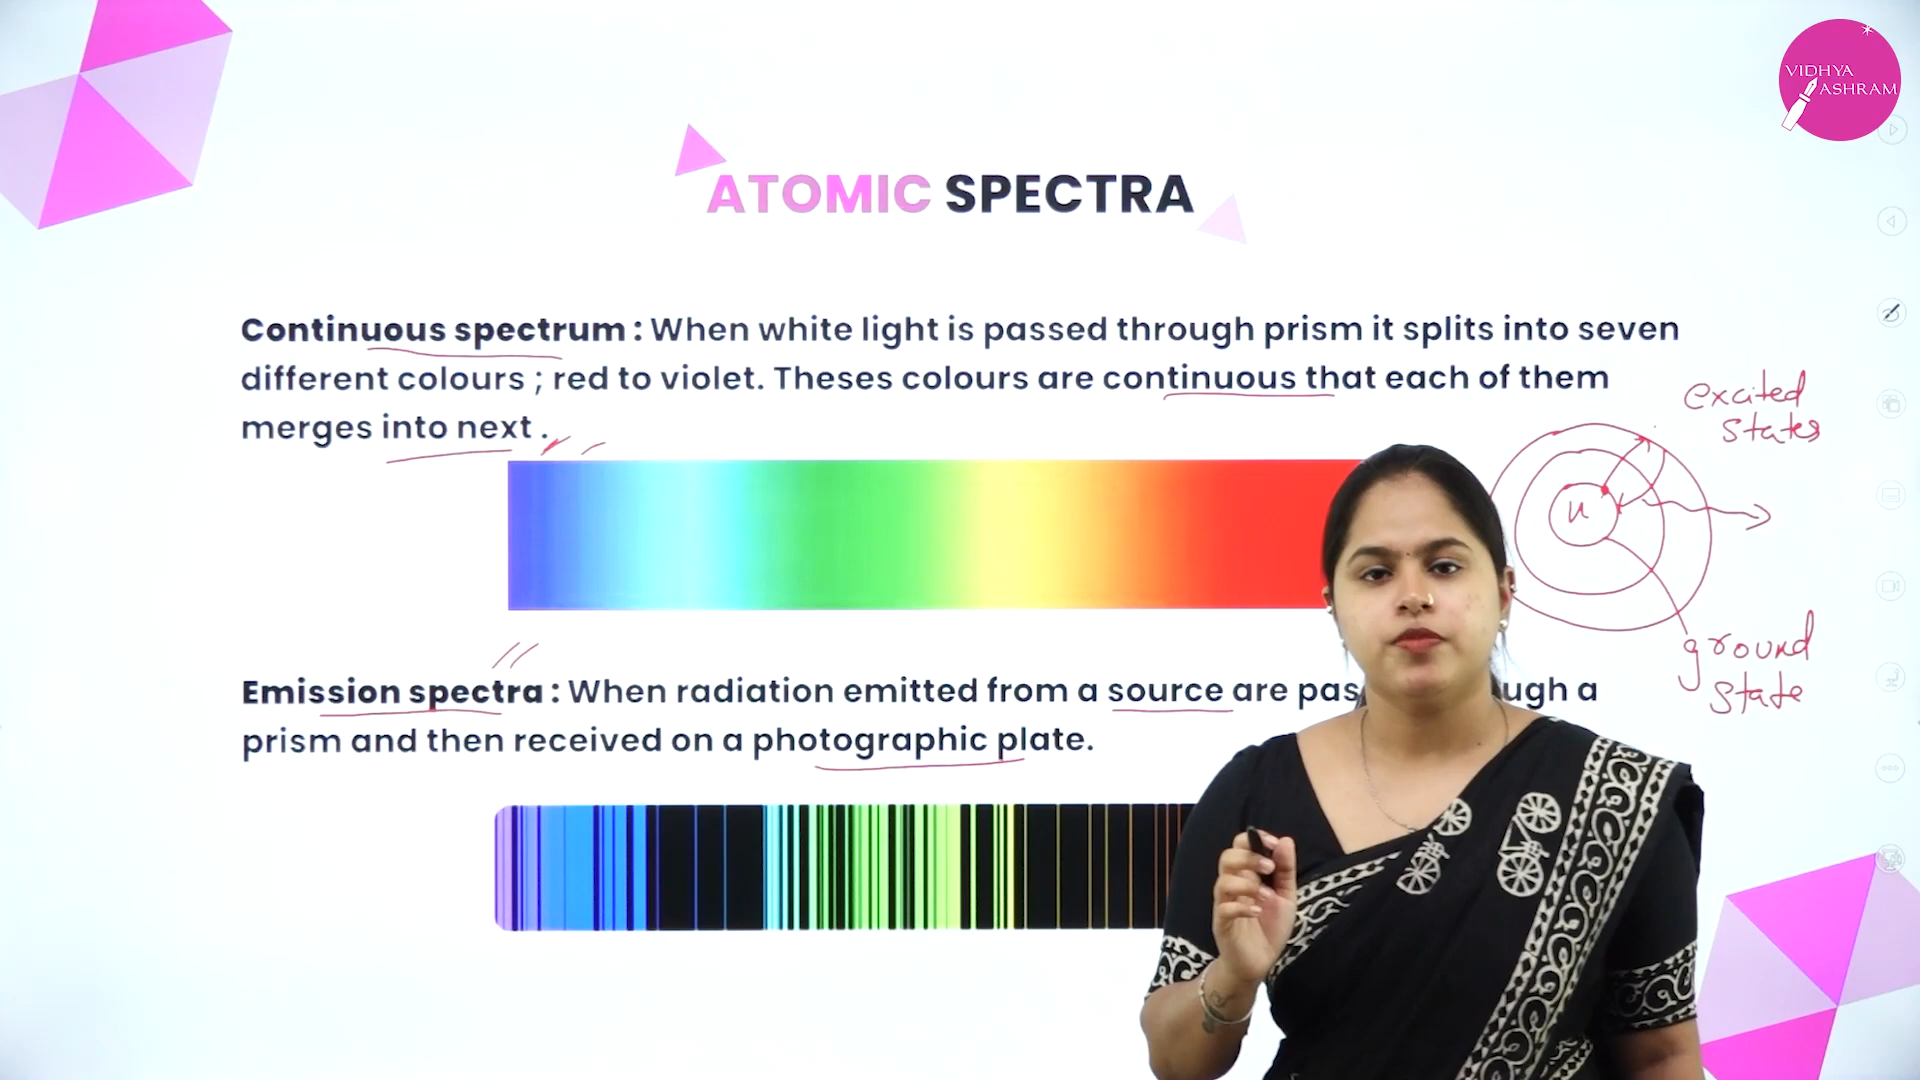 VIDHYA
ASHRAM
ATOMIC SPECTRA
Continuous spectrum : When white light is passed through prism it splits into seven
different colours ; red to violet. Theses colours are continuous that each of them
merges into next .
excited
states
n
ground
state
Emission spectra : When radiation emitted from a source are pas ugh a
prism and then received on a photographic plate.